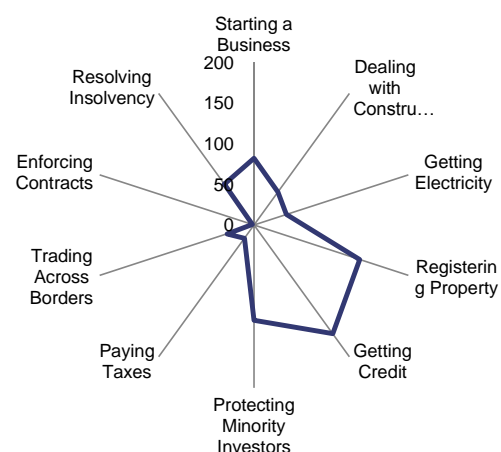 Starting a
Business
Dealing
with
Constru…
Getting
Electricity
Registerin
g Property
Getting
Credit
Protecting
Minority
Investors
Paying
Taxes
Trading
Across
Borders
Enforcing
Contracts
Resolving
Insolvency
200
150
100
50
0